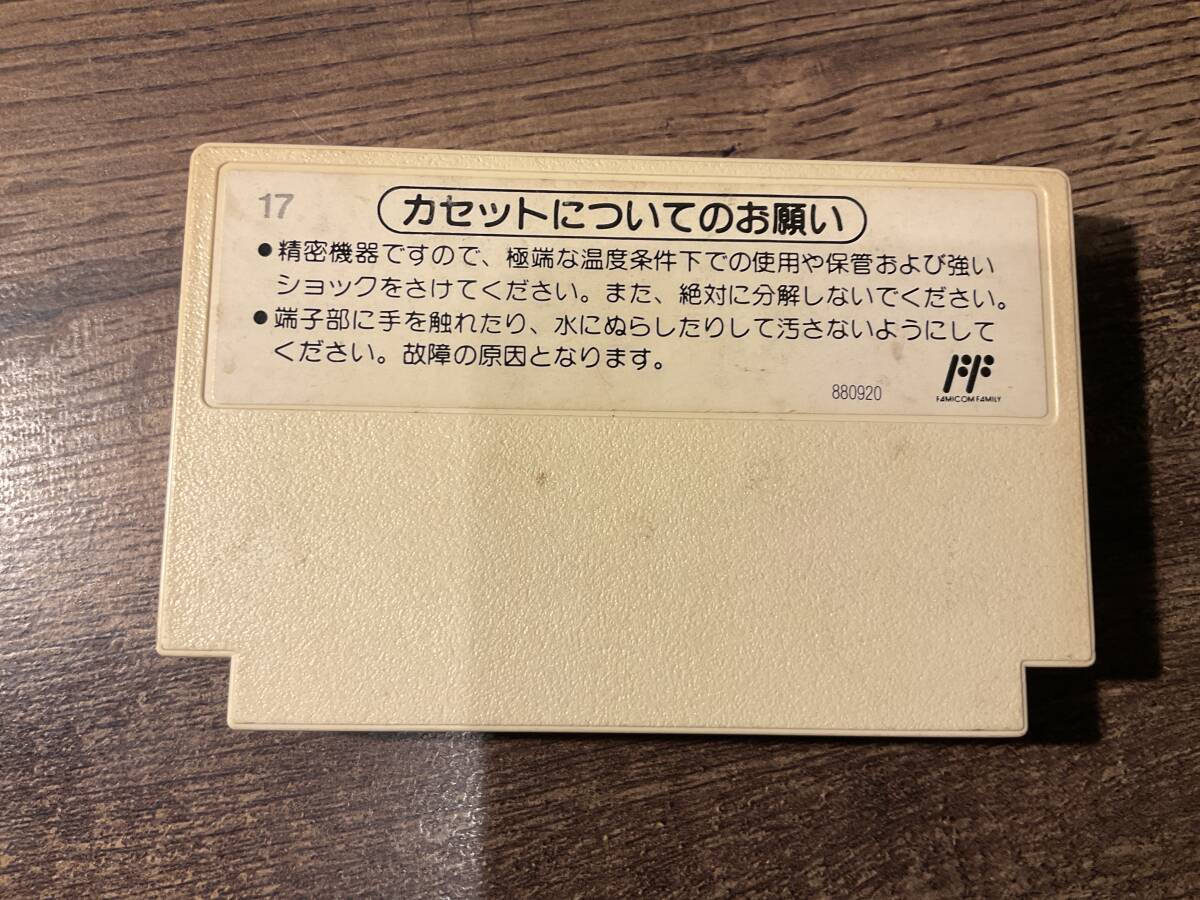 17
カセットについてのお願い
●精密機器ですので、極端な温度条件下での使用や保管および強い
ショックをさけてください。また、絶対に分解しないでください。
●端子部に手を触れたり、水にぬらしたりして汚さないようにして
ください。故障の原因となります。
880920
FF
FAMICOM FAMILY